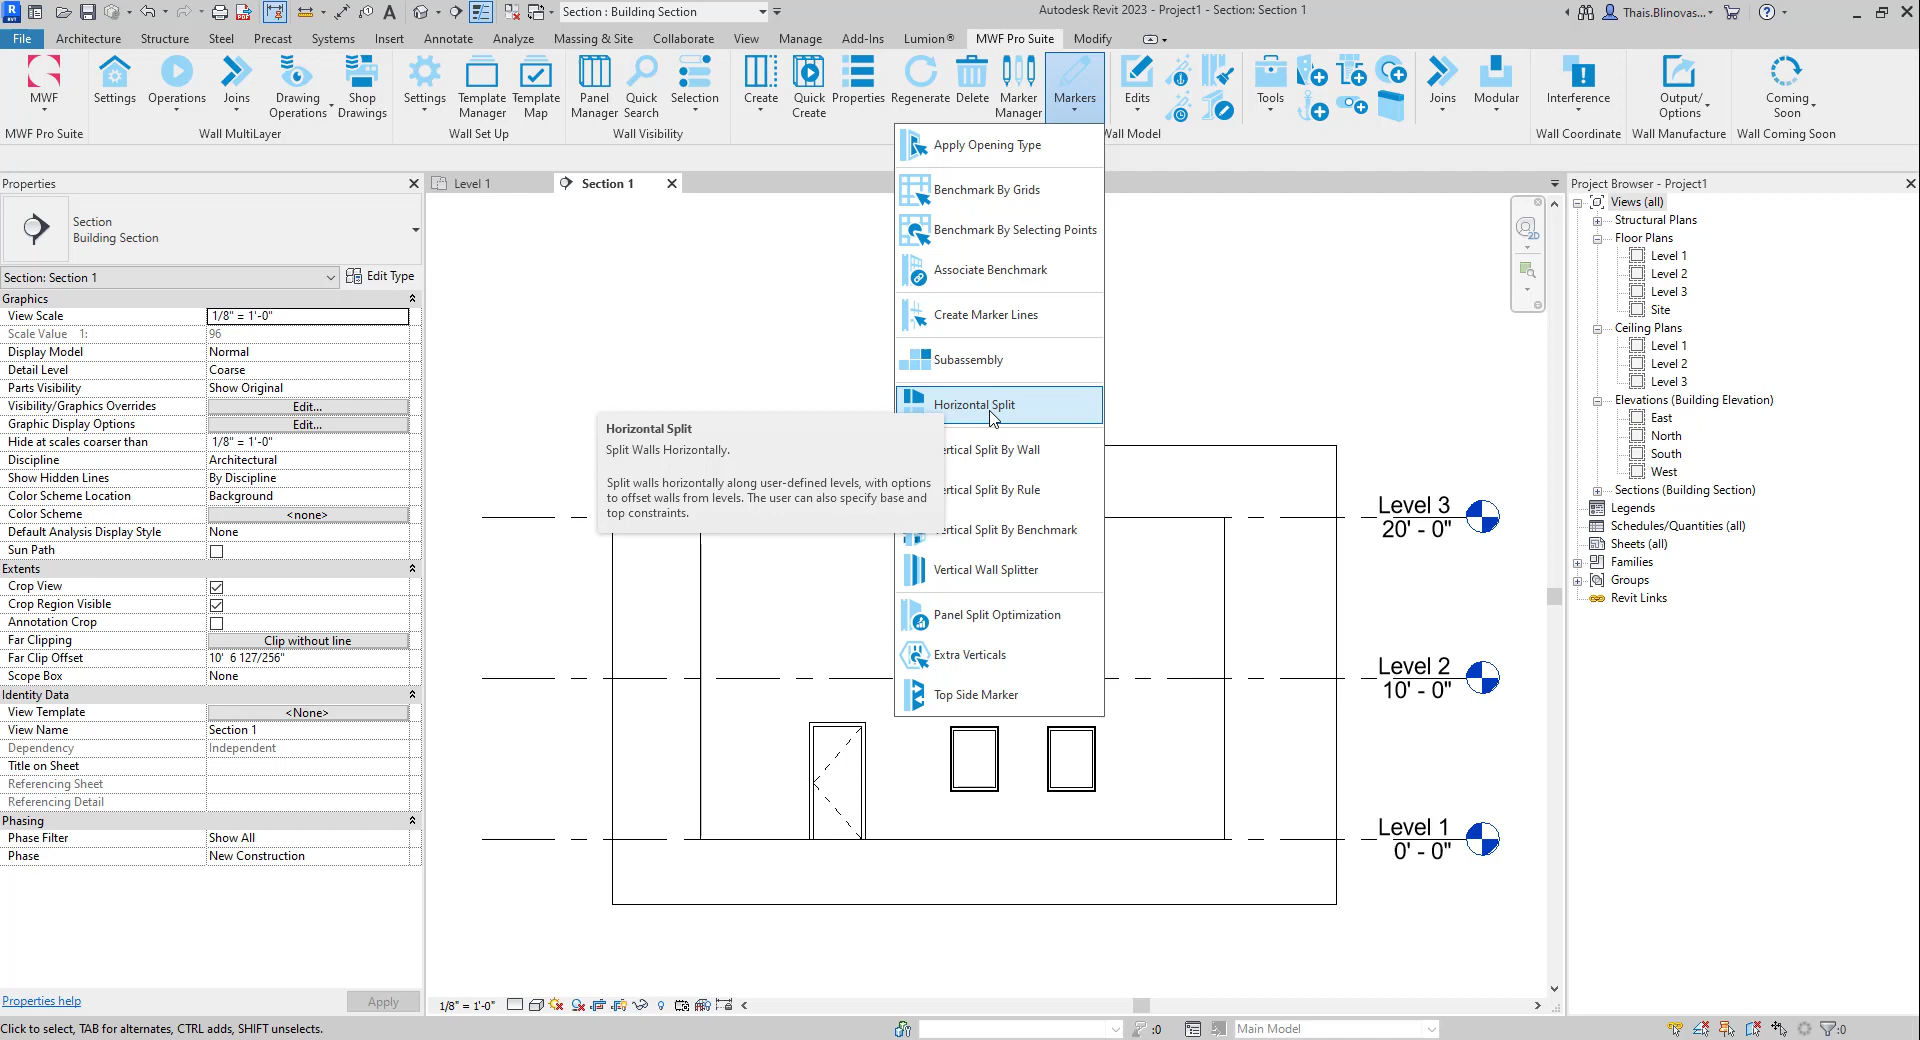 Section : Building Section
Autodesk Revit 2023 - Project1 - Section: Section 1
Thais.Blinovas...
File
Architecture
Structure
Steel
Precast
Systems
Insert
Annotate
Analyze
Massing & Site
Collaborate
View
Manage
Add-Ins
Lumion®
MWF Pro Suite
Modify
MWF
Settings
Operations
Joins
Drawing
Operations
Shop
Drawings
Settings
Template
Manager
Template
Map
Panel
Manager
Quick
Search
Selection
Create
Quick
Create
Properties
Regenerate
Delete
Marker
Manager
Markers
Edits
Tools
Joins
Modular
Interference
Output/
Options
Coming
Soon
MWF Pro Suite
Wall MultiLayer
Wall Set Up
Wall Visibility
Wall Model
Wall Coordinate
Wall Manufacture
Wall Coming Soon
Apply Opening Type
Benchmark By Grids
Benchmark By Selecting Points
Associate Benchmark
Create Marker Lines
Subassembly
Horizontal Split
ertical Split By Wall
ertical Split By Rule
ertical Split By Benchmark
Vertical Wall Splitter
Panel Split Optimization
Extra Verticals
Top Side Marker
Horizontal Split
Split Walls Horizontally.
Split walls horizontally along user-defined levels, with options
to offset walls from levels. The user can also specify base and
top constraints.
Properties
Section
Building Section
Section: Section 1
Edit Type
Graphics
View Scale 1/8" = 1'-0"
Scale Value 1: 96
Display Model Normal
Detail Level Coarse
Parts Visibility Show Original
Visibility/Graphics Overrides Edit...
Graphic Display Options Edit...
Hide at scales coarser than 1/8" = 1'-0"
Discipline Architectural
Show Hidden Lines By Discipline
Color Scheme Location Background
Color Scheme <none>
Default Analysis Display Style None
Sun Path
Extents
Crop View
Crop Region Visible
Annotation Crop
Far Clipping Clip without line
Far Clip Offset 10' 6 127/256"
Scope Box None
Identity Data
View Template <None>
View Name Section 1
Dependency Independent
Title on Sheet
Referencing Sheet
Referencing Detail
Phasing
Phase Filter Show All
Phase New Construction
Properties help
Apply
Level 1
Section 1
2D
Level 3
20' - 0"
Level 2
10' - 0"
Level 1
0' - 0"
Project Browser - Project1
Views (all)
Structural Plans
Floor Plans
Level 1
Level 2
Level 3
Site
Ceiling Plans
Level 1
Level 2
Level 3
Elevations (Building Elevation)
East
North
South
West
Sections (Building Section)
Legends
Schedules/Quantities (all)
Sheets (all)
Families
Groups
Revit Links
1/8" = 1'-0"
Click to select, TAB for alternates, CTRL adds, SHIFT unselects.
:0
Main Model
:0